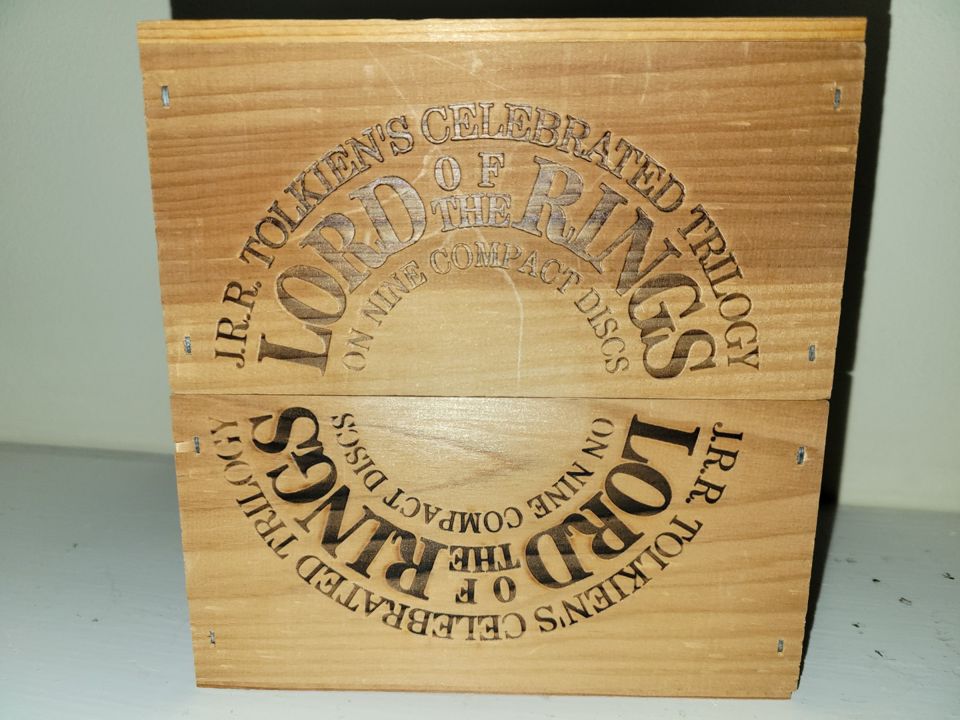 J.R.R. TOLKIEN'S CELEBRATED TRILOGY
LORD OF THE RINGS
ON NINE COMPACT DISCS
ON NINE COMPACT DISCS
LORD OF THE RINGS
J.R.R. TOLKIEN'S CELEBRATED TRILOGY